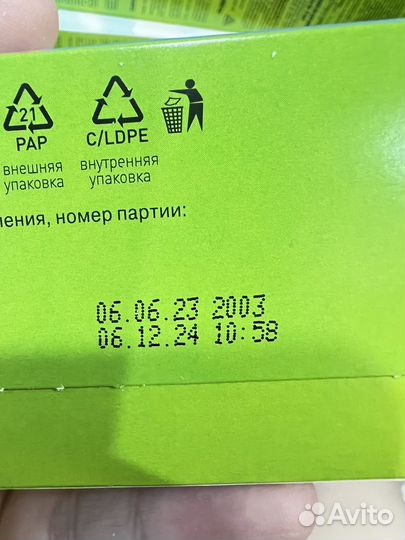 21
PAP
C/LDPE
внешняя упаковка
внутренняя упаковка
ления, номер партии:
06.06.23 2003
06.12.24 10:58
Avito